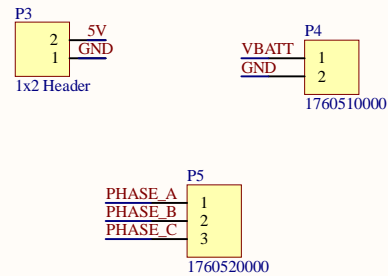 P3
2 5V
1 GND
1x2 Header
P4
VBATT 1
GND 2
1760510000
P5
PHASE_A 1
PHASE_B 2
PHASE_C 3
1760520000